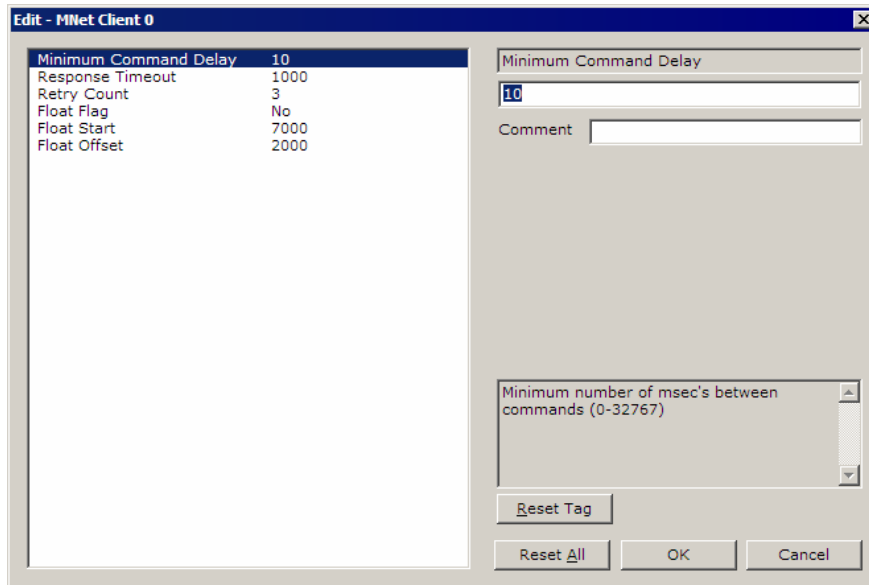 Edit - MNet Client 0
Minimum Command Delay 10
Response Timeout 1000
Retry Count 3
Float Flag No
Float Start 7000
Float Offset 2000
Minimum Command Delay
10
Comment
Minimum number of msec's between
commands (0-32767)
Reset Tag
Reset All OK Cancel